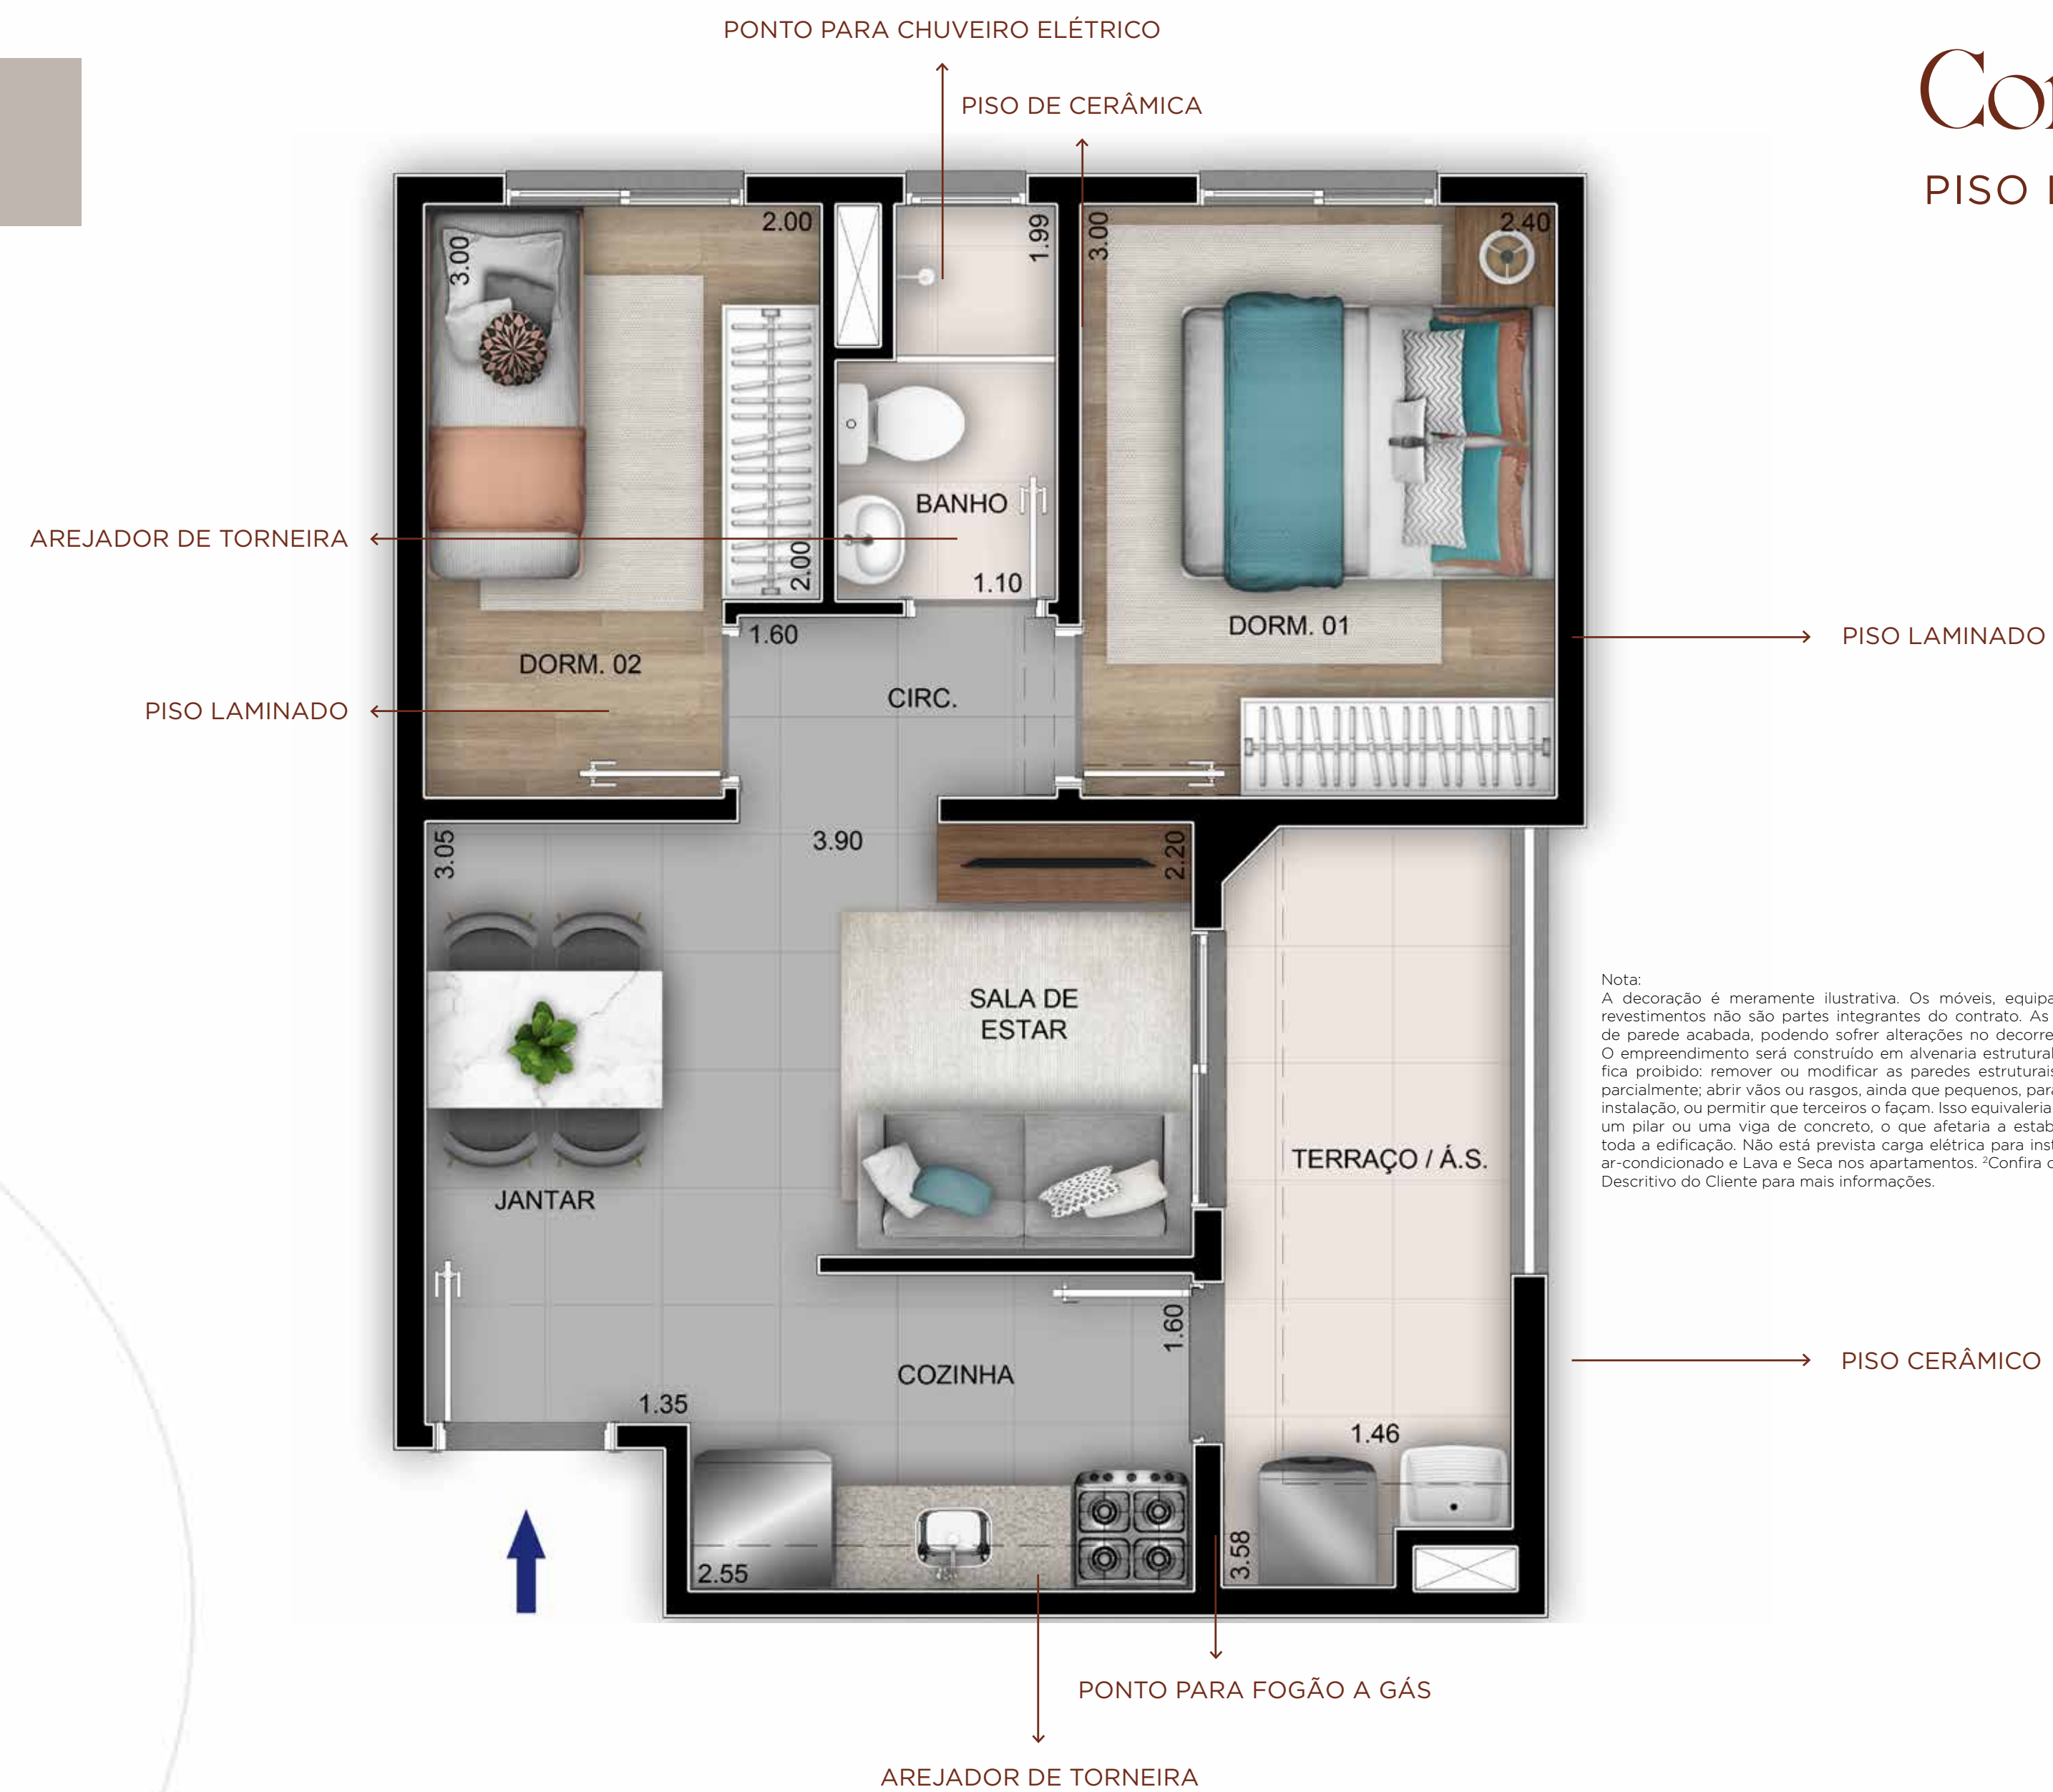 PONTO PARA CHUVEIRO ELÉTRICO
PISO DE CERÂMICA
PISO
2.00
1.99
3.00
2.40
3.00
AREJADOR DE TORNEIRA
BANHO
2.00
1.10
1.60
DORM. 01
PISO LAMINADO
DORM. 02
CIRC.
PISO LAMINADO
3.05
3.90
2.20
SALA DE
ESTAR
Nota:
A decoração é meramente ilustrativa. Os móveis,
revestimentos não são partes integrantes do contrato. As
de parede acabada, podendo sofrer alterações no
O empreendimento será construído em alvenaria
fica proibido: remover ou modificar as paredes
parcialmente; abrir vãos ou rasgos, ainda que pequenos,
instalação, ou permitir que terceiros o façam. Isso equivaleria
um pilar ou uma viga de concreto, o que afetaria a
toda a edificação. Não está prevista carga elétrica para
ar-condicionado e Lava e Seca nos apartamentos. ²Confira
Descritivo do Cliente para mais informações.
TERRAÇO / Á.S.
JANTAR
1.60
COZINHA
PISO CERÂMICO
1.35
1.46
2.55
3.58
PONTO PARA FOGÃO A GÁS
AREJADOR DE TORNEIRA